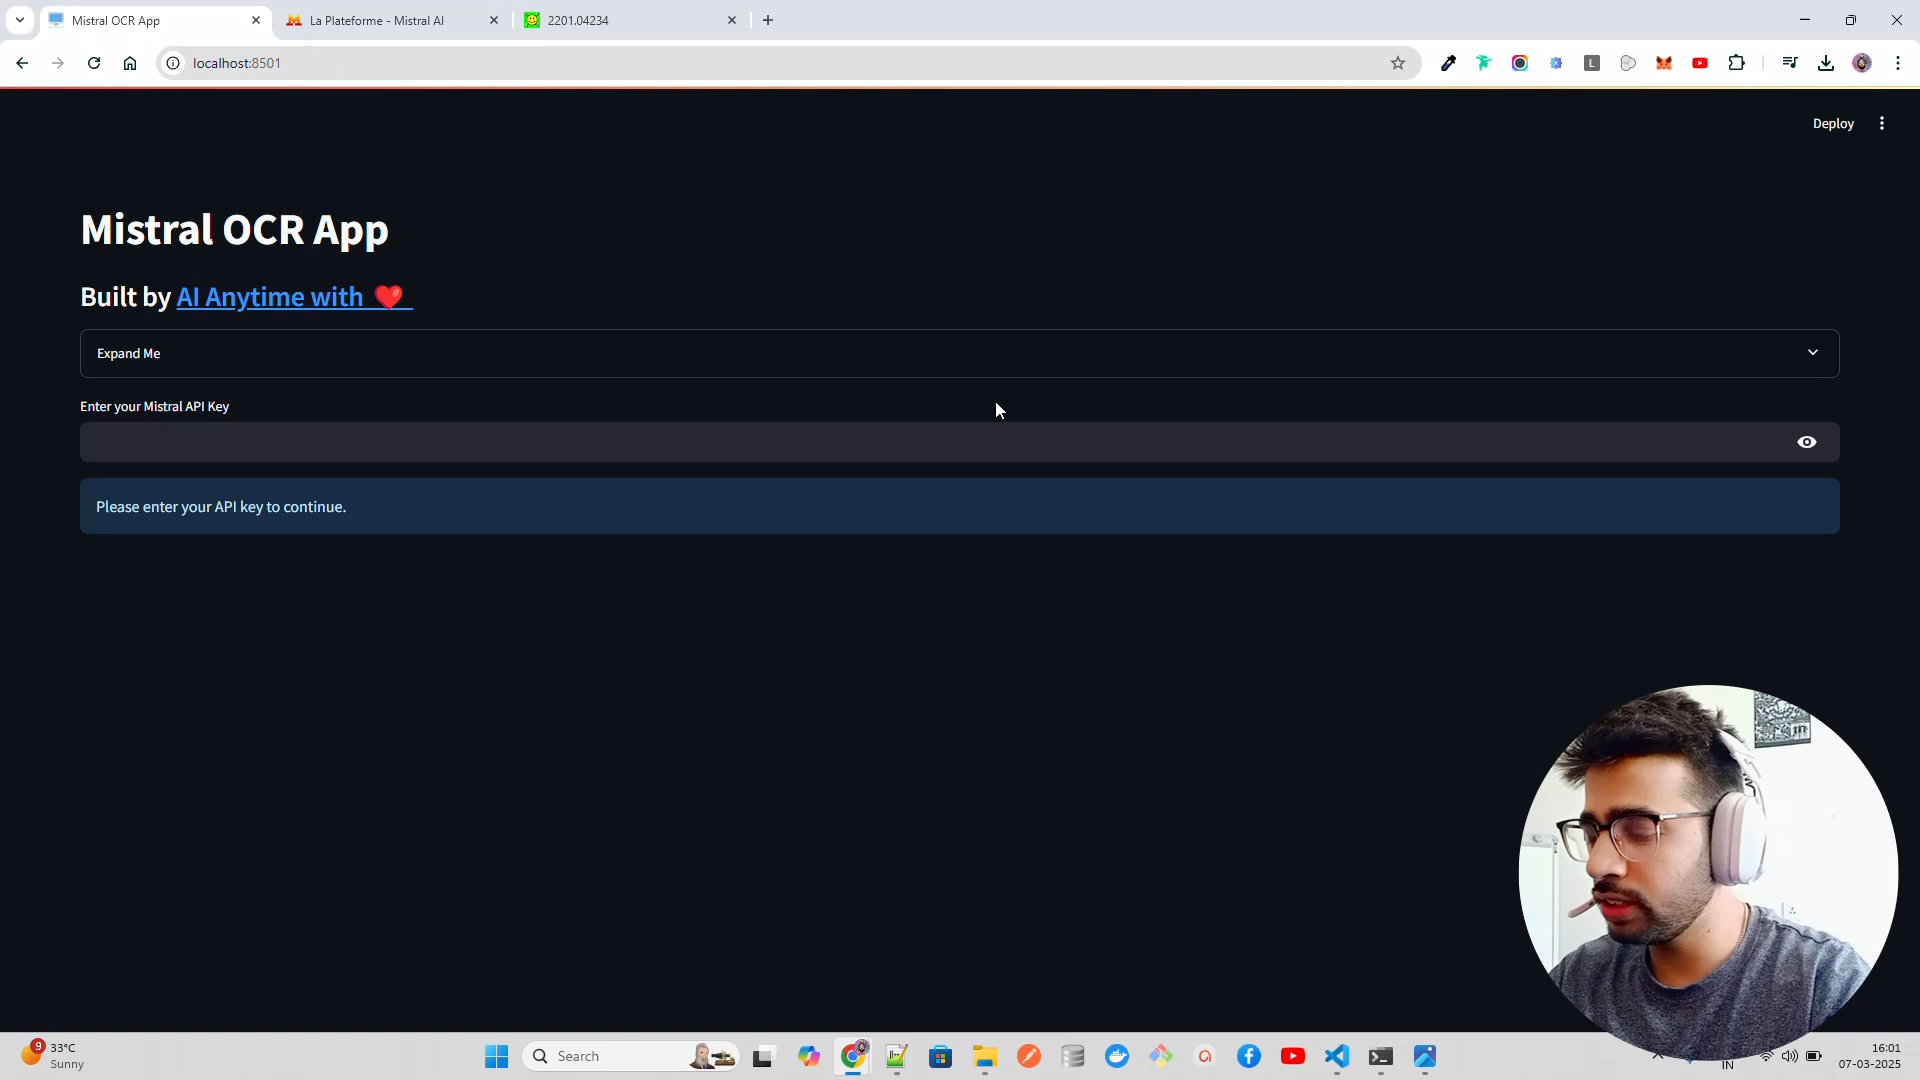 Mistral OCR App
La Plateforme - Mistral AI
2201.04234
localhost:8501
Deploy
Mistral OCR App
Built by AI Anytime with ❤️
Expand Me
Enter your Mistral API Key
Please enter your API key to continue.
9
33°C
Sunny
Search
IN
16:01
07-03-2025